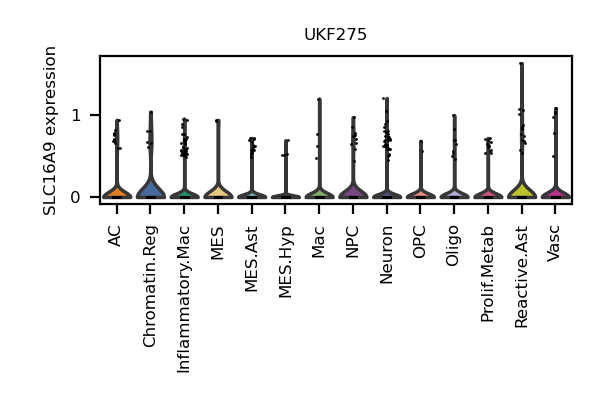 UKF275
SLC16A9 expression
1
0
AC
Chromatin.Reg
Inflammatory.Mac
MES
MES.Ast
MES.Hyp
Mac
NPC
Neuron
OPC
Oligo
Prolif.Metab
Reactive.Ast
Vasc